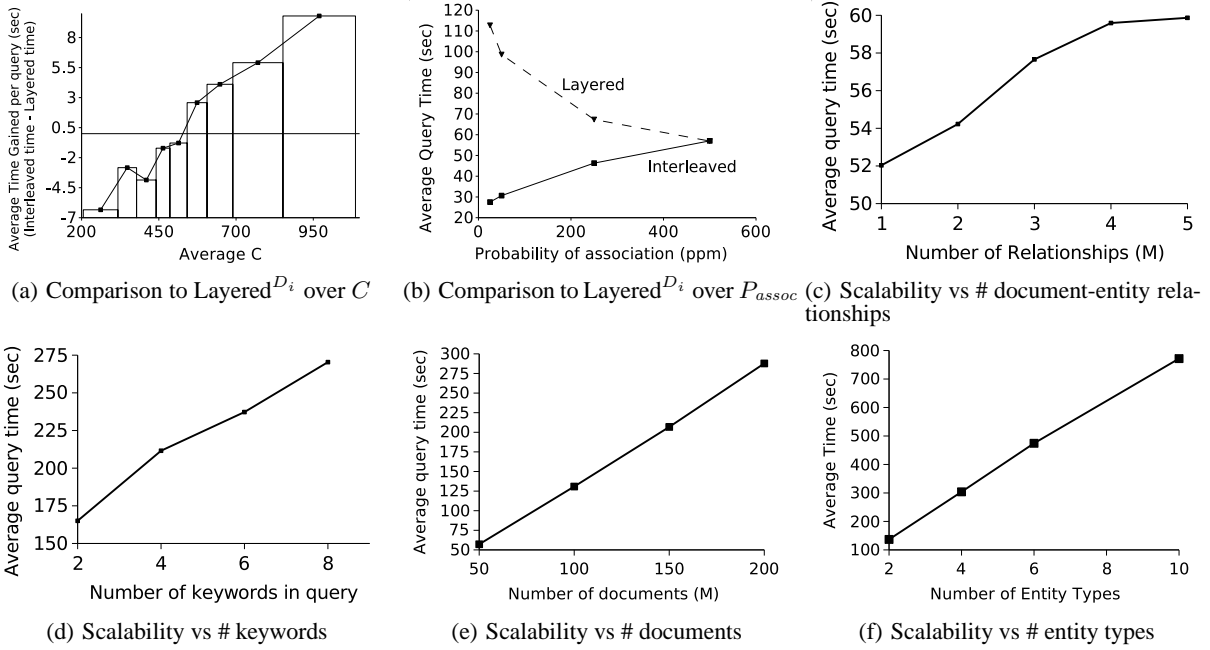 Average Time Gained per query (sec)
(Interleaved time - Layered time)
8
5.5
3
0.5
-2
-4.5
-7
200 450 700 950
Average C
(a) Comparison to Layered^{D_i} over C
Average Query Time (sec)
120
110
100
90
80
70
60
50
40
30
20
Layered
Interleaved
0 200 400 600
Probability of association (ppm)
(b) Comparison to Layered^{D_i} over P_{assoc}
Average query time (sec)
60
58
56
54
52
50
1 2 3 4 5
Number of Relationships (M)
(c) Scalability vs # document-entity rela-
tionships
Average query time (sec)
275
250
225
200
175
150
2 4 6 8
Number of keywords in query
(d) Scalability vs # keywords
Average query time (sec)
300
275
250
225
200
175
150
125
100
75
50
50 100 150 200
Number of documents (M)
(e) Scalability vs # documents
Average Time (sec)
800
700
600
500
400
300
200
100
2 4 6 8 10
Number of Entity Types
(f) Scalability vs # entity types